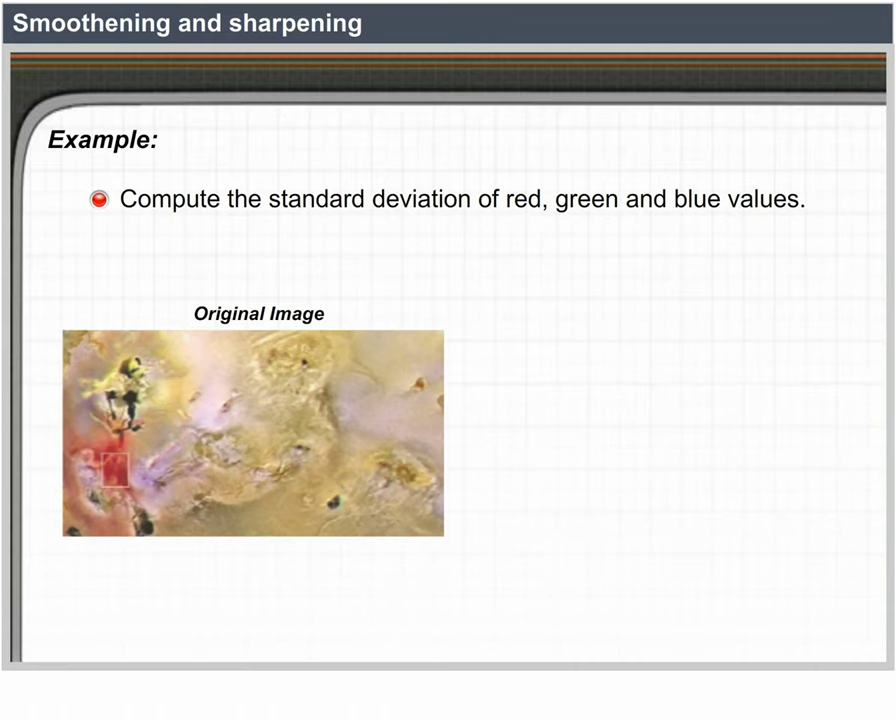 Smoothening and sharpening
Example:
Compute the standard deviation of red, green and blue values.
Original Image